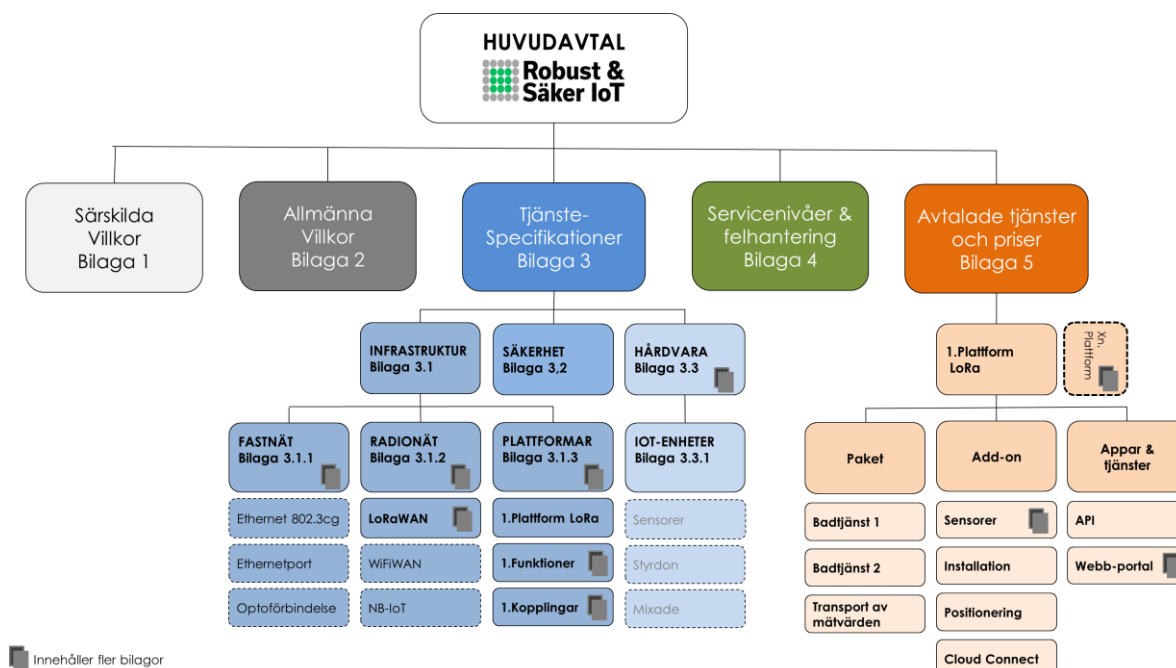 HUVUDAVTAL
Robust &
Säker IoT
Särskilda
Villkor
Bilaga 1
Allmänna
Villkor
Bilaga 2
Tjänste-
Specifikationer
Bilaga 3
Servicenivåer &
felhantering
Bilaga 4
Avtalade tjänster
och priser
Bilaga 5
INFRASTRUKTUR
Bilaga 3.1
SÄKERHET
Bilaga 3,2
HÅRDVARA
Bilaga 3.3
1.Plattform
LoRa
Xn.
Plattform
FASTNÄT
Bilaga 3.1.1
RADIONÄT
Bilaga 3.1.2
PLATTFORMAR
Bilaga 3.1.3
IOT-ENHETER
Bilaga 3.3.1
Paket
Add-on
Appar &
tjänster
Ethernet 802.3cg
LoRaWAN
1.Plattform LoRa
Sensorer
Badtjänst 1
Sensorer
API
Ethernetport
WiFiWAN
1.Funktioner
Styrdon
Badtjänst 2
Installation
Webb-portal
Optoförbindelse
NB-IoT
1.Kopplingar
Mixade
Transport av
mätvärden
Positionering
Cloud Connect
Innehåller fler bilagor